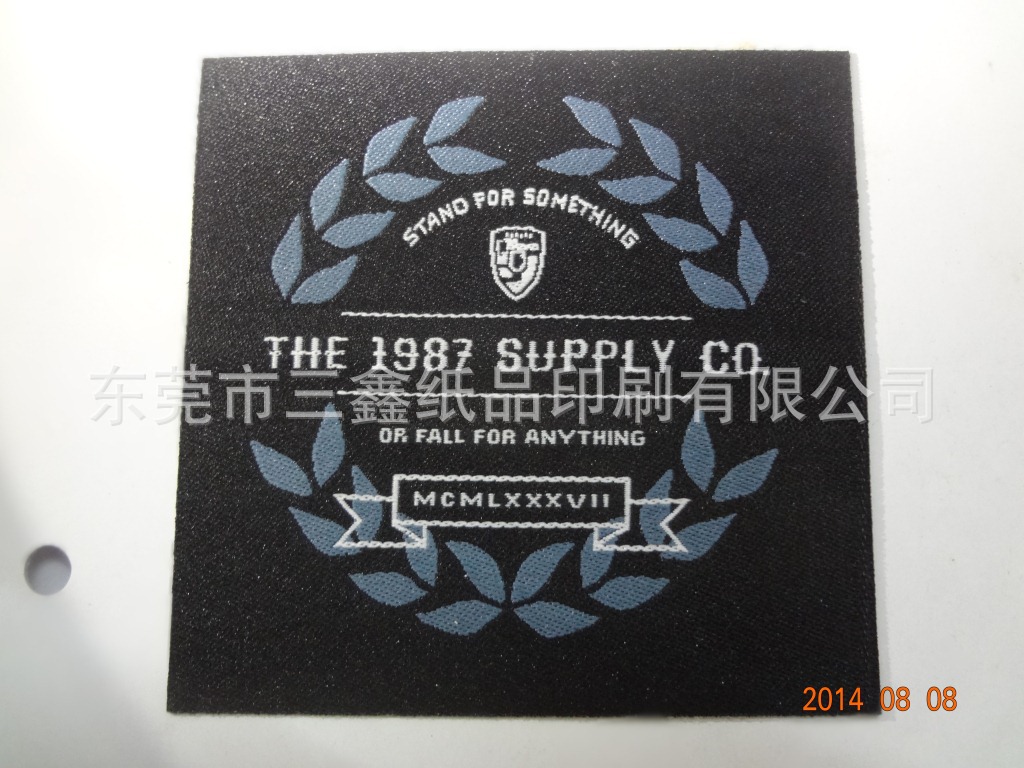 STAND FOR SOMETHING
THE 1987 SUPPLY CO.
东莞市三鑫纸品印刷有限公司
OR FALL FOR ANYTHING
MCMLXXXVII
2014 08 08